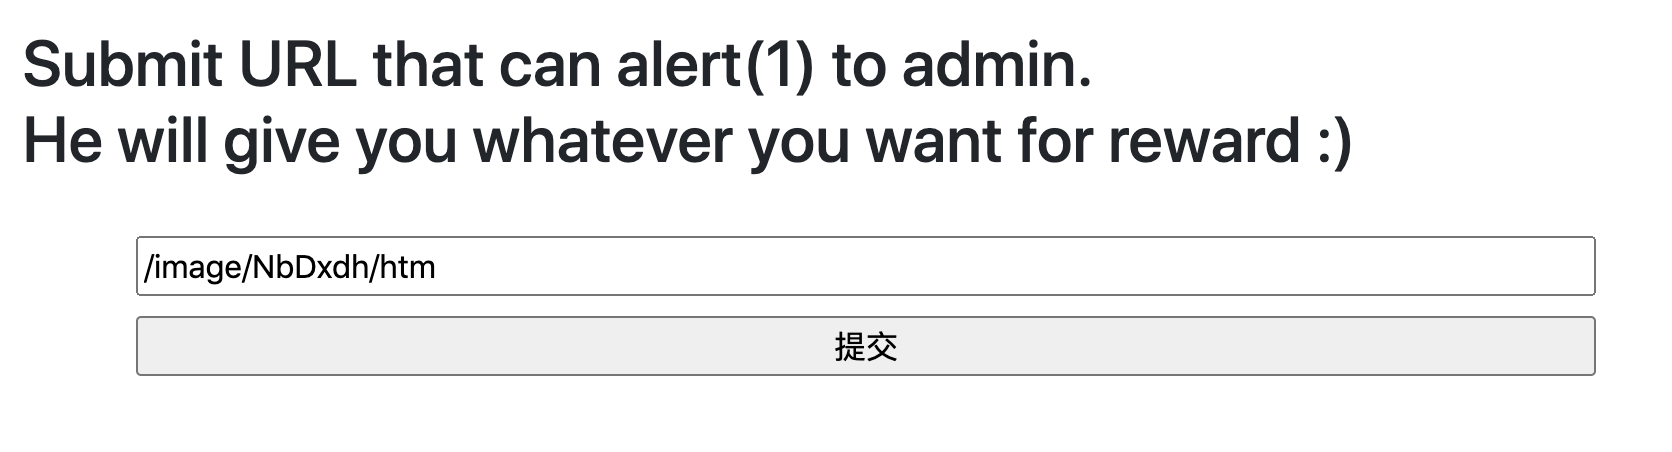 Submit URL that can alert(1) to admin.
He will give you whatever you want for reward :)
/image/NbDxdh/htm
提交